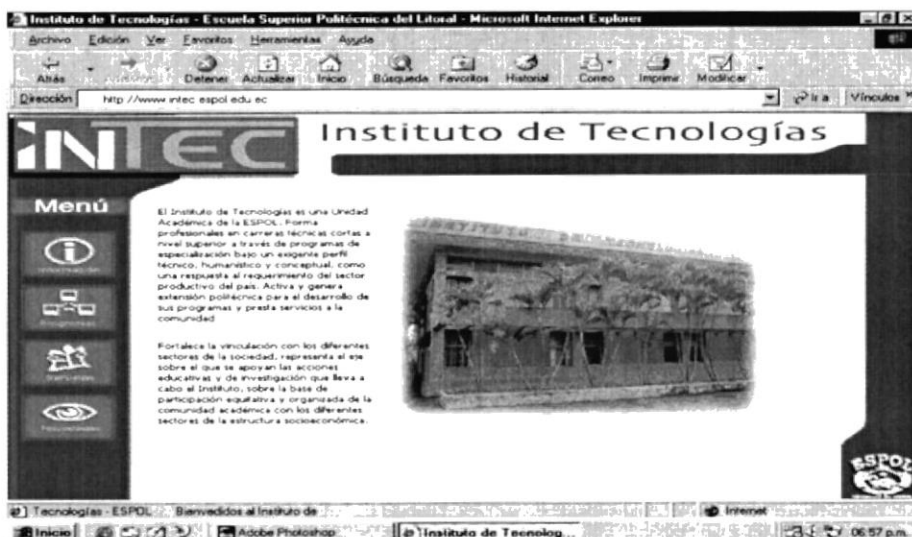 Instituto de Tecnologías - Escuela Superior Politécnica del Litoral - Microsoft Internet Explorer
Archivo Edición Ver Favoritos Herramientas Ayuda
Atrás Detener Actualizar Inicio Búsqueda Favoritos Historial Correo Imprimir Modificar
Dirección http://www.intec.espol.edu.ec Ir a Vínculos »
INTEC Instituto de Tecnologías
Menú
El Instituto de Tecnologías es una Unidad
Académica de la ESPOL. Forma
profesionales en carreras técnicas cortas a
nivel superior a través de programas de
especialización bajo un exigente perfil
técnico, humanístico y conceptual, como
una respuesta al requerimiento del sector
productivo del país. Activa y genera
extensión politécnica para el desarrollo de
sus programas y presta servicios a la
comunidad
Fortalece la vinculación con los diferentes
sectores de la sociedad, representa el eje
sobre el que se apoyan las acciones
educativas y de investigación que lleva a
cabo el Instituto, sobre la base de
participación equitativa y organizada de la
comunidad académica con los diferentes
sectores de la estructura socioeconómica.
Información
ESPOL
Tecnologías - ESPOL Bienvenidos al Instituto de Internet
Inicio Adobe Photoshop Instituto de Tecnolog... 06:57 p.m.